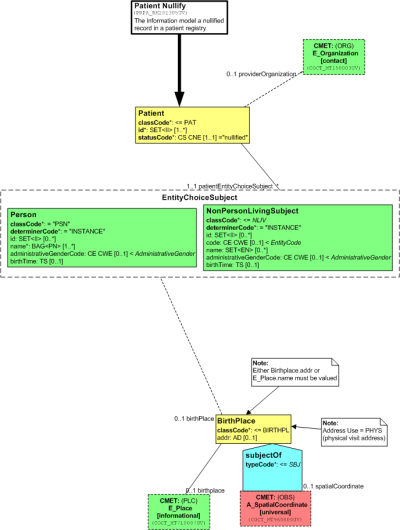 Patient Nullify
The information model a nullified
record in a patient registry
CMET: (ORG)
E_Organization
[contact]
0..1 providerOrganization
Patient
classCode*: <= PAT
id*: SET<II> [1..*]
statusCode*: CS CNE [1..1] ="nullified"
1..1 patientEntityChoiceSubject *
EntityChoiceSubject
Person
classCode*: = "PSN"
determinerCode*: = "INSTANCE"
id: SET<II> [0..*]
name*: BAG<PN> [1..*]
administrativeGenderCode: CE CWE [0..1] < AdministrativeGender
birthTime: TS [0..1]
NonPersonLivingSubject
classCode*: <= NLIV
determinerCode*: = "INSTANCE"
id: SET<II> [0..*]
code: CE CWE [0..1] < EntityCode
name*: SET<EN> [0..*]
administrativeGenderCode: CE CWE [0..1] < AdministrativeGender
birthTime: TS [0..1]
Note:
Either Birthplace.addr or
E_Place.name must be valued
0..1 birthPlace
BirthPlace
classCode*: <= BIRTHPL
addr: AD [0..1]
Note:
Address Use = PHYS
(physical visit address)
subjectOf
typeCode*: <= SBJ
0..1 birthplace
0..1 spatialCoordinate
CMET: (PLC)
E_Place
[informational]
CMET: (OBS)
A_SpatialCoordinate
[universal]